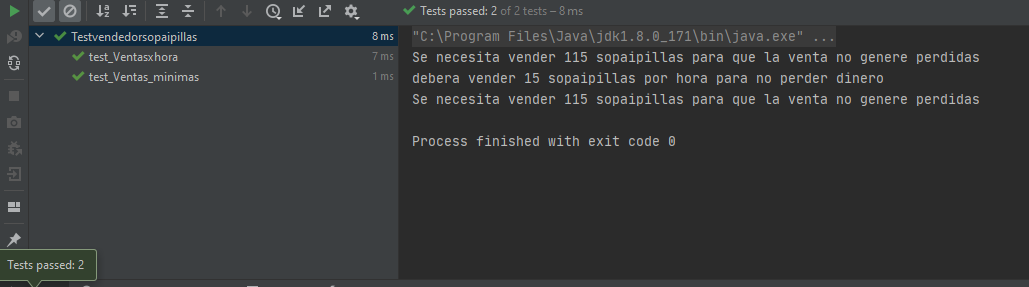 Tests passed: 2 of 2 tests – 8 ms
Testvendedorsopaipillas 8 ms
test_Ventasxhora 7 ms
test_Ventas_minimas 1 ms
"C:\Program Files\Java\jdk1.8.0_171\bin\java.exe" ...
Se necesita vender 115 sopaipillas para que la venta no genere perdidas
debera vender 15 sopaipillas por hora para no perder dinero
Se necesita vender 115 sopaipillas para que la venta no genere perdidas
Process finished with exit code 0
Tests passed: 2